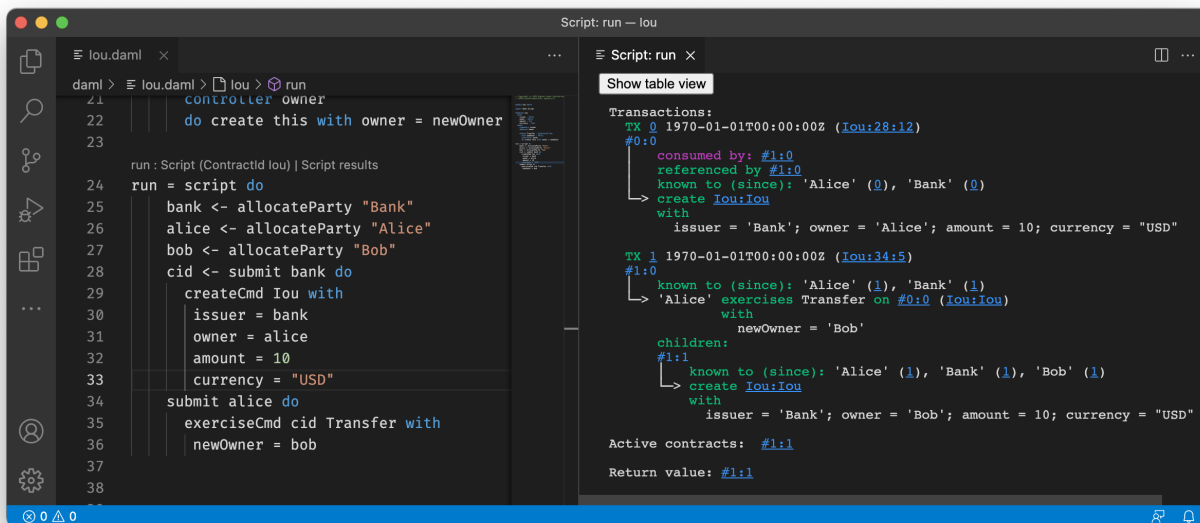 Script: run — Iou
Iou.daml
Script: run
daml > Iou.daml > Iou > run
Show table view
21 controller owner
22 do create this with owner = newOwner
23
run : Script (ContractId Iou) | Script results
24 run = script do
25 bank <- allocateParty "Bank"
26 alice <- allocateParty "Alice"
27 bob <- allocateParty "Bob"
28 cid <- submit bank do
29 createCmd Iou with
30 issuer = bank
31 owner = alice
32 amount = 10
33 currency = "USD"
34 submit alice do
35 exerciseCmd cid Transfer with
36 newOwner = bob
37
38
Transactions:
TX 0 1970-01-01T00:00:00Z (Iou:28:12)
#0:0
consumed by: #1:0
referenced by #1:0
known to (since): 'Alice' (0), 'Bank' (0)
create Iou:Iou
with
issuer = 'Bank'; owner = 'Alice'; amount = 10; currency = "USD"
TX 1 1970-01-01T00:00:00Z (Iou:34:5)
#1:0
known to (since): 'Alice' (1), 'Bank' (1)
'Alice' exercises Transfer on #0:0 (Iou:Iou)
with
newOwner = 'Bob'
children:
#1:1
known to (since): 'Alice' (1), 'Bank' (1), 'Bob' (1)
create Iou:Iou
with
issuer = 'Bank'; owner = 'Bob'; amount = 10; currency = "USD"
Active contracts: #1:1
Return value: #1:1
0 0